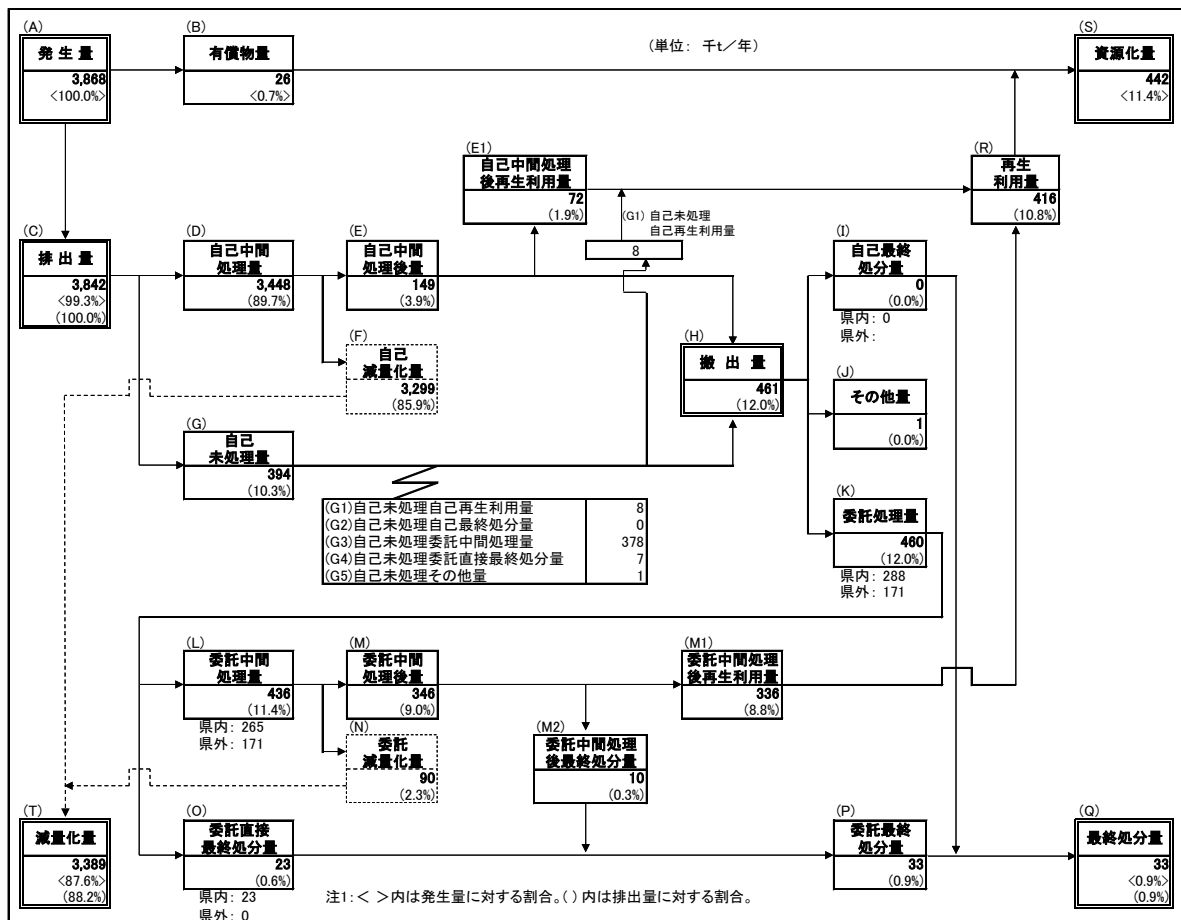 (A)
発 生 量
3,868
<100.0%>
(B)
有償物量
26
<0.7%>
(単位： 千t／年)
(S)
資源化量
442
<11.4%>
(E1)
自己中間処理
後再生利用量
72
(1.9%)
(G1) 自己未処理
自己再生利用量
8
(R)
再生
利用量
416
(10.8%)
(C)
排 出 量
3,842
<99.3%>
(100.0%)
(D)
自己中間
処理量
3,448
(89.7%)
(E)
自己中間
処理後量
149
(3.9%)
(F)
自己
減量化量
3,299
(85.9%)
(G)
自己
未処理量
394
(10.3%)
(H)
搬 出 量
461
(12.0%)
(I)
自己最終
処分量
0
(0.0%)
県内： 0
県外：
(J)
その他量
1
(0.0%)
(K)
委託処理量
460
(12.0%)
県内： 288
県外： 171
(G1)自己未処理自己再生利用量 8
(G2)自己未処理自己最終処分量 0
(G3)自己未処理委託中間処理量 378
(G4)自己未処理委託直接最終処分量 7
(G5)自己未処理その他量 1
(L)
委託中間
処理量
436
(11.4%)
県内： 265
県外： 171
(M)
委託中間
処理後量
346
(9.0%)
(N)
委託
減量化量
90
(2.3%)
(M1)
委託中間処理
後再生利用量
336
(8.8%)
(M2)
委託中間処理
後最終処分量
10
(0.3%)
(T)
減量化量
3,389
<87.6%>
(88.2%)
(O)
委託直接
最終処分量
23
(0.6%)
県内： 23
県外： 0
(P)
委託最終
処分量
33
(0.9%)
(Q)
最終処分量
33
<0.9%>
(0.9%)
注1：＜ ＞内は発生量に対する割合。( )内は排出量に対する割合。